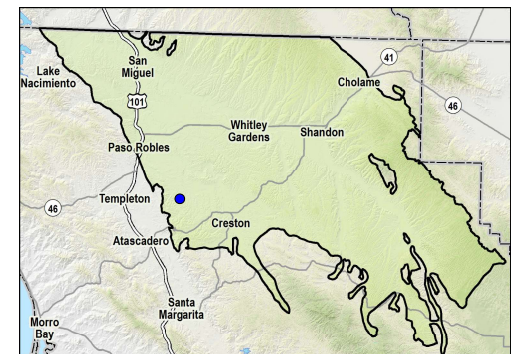 San
Miguel
41
Lake
Nacimiento
Cholame
101
46
Whitley
Gardens
Shandon
Paso Robles
Templeton
46
Creston
Atascadero
Santa
Margarita
Morro
Bay